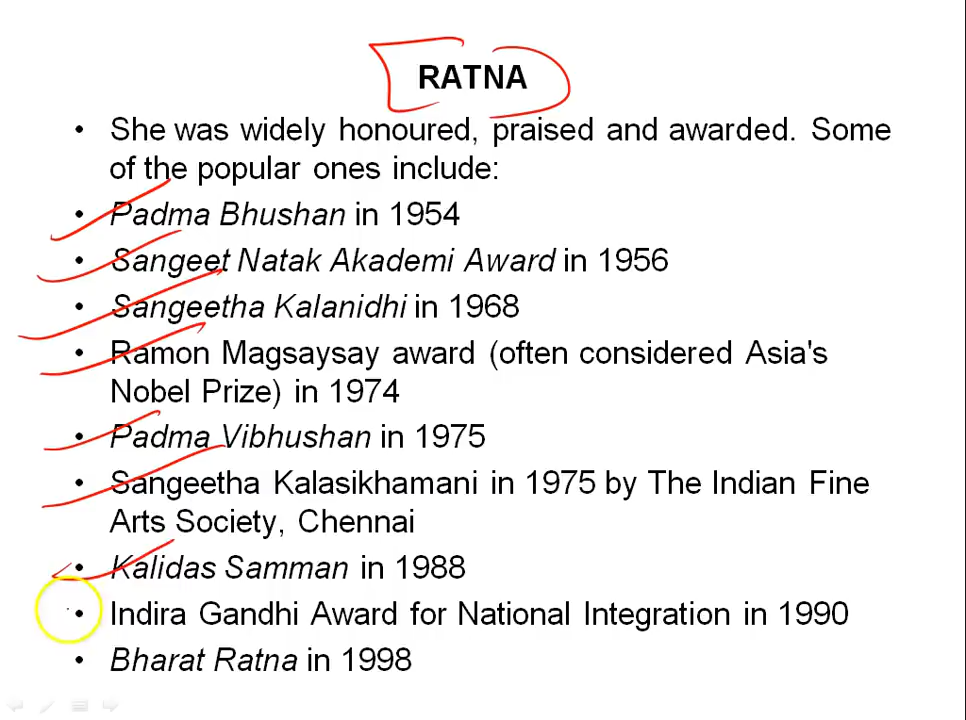 RATNA
• She was widely honoured, praised and awarded. Some
of the popular ones include:
• Padma Bhushan in 1954
• Sangeet Natak Akademi Award in 1956
• Sangeetha Kalanidhi in 1968
• Ramon Magsaysay award (often considered Asia's
Nobel Prize) in 1974
• Padma Vibhushan in 1975
• Sangeetha Kalasikhamani in 1975 by The Indian Fine
Arts Society, Chennai
• Kalidas Samman in 1988
• Indira Gandhi Award for National Integration in 1990
• Bharat Ratna in 1998